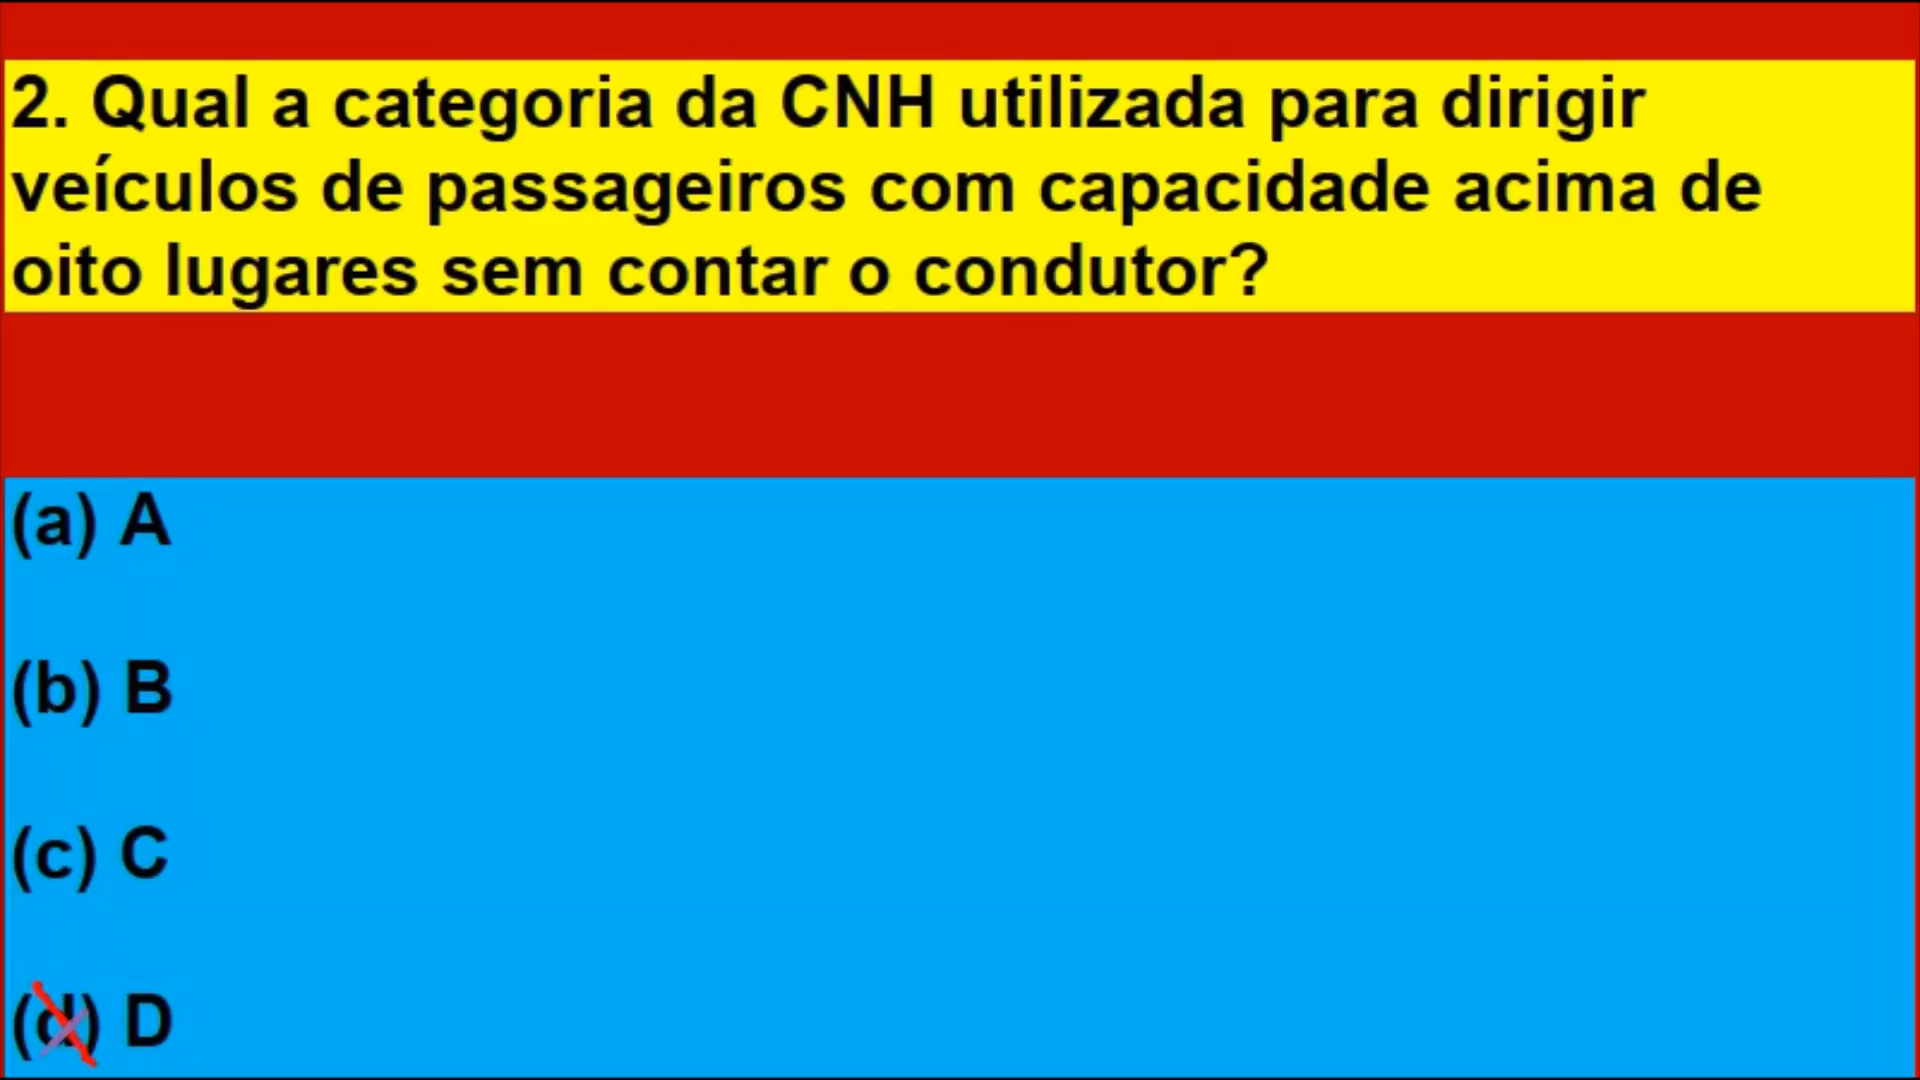 2. Qual a categoria da CNH utilizada para dirigir
veículos de passageiros com capacidade acima de
oito lugares sem contar o condutor?
(a) A
(b) B
(c) C
(d) D